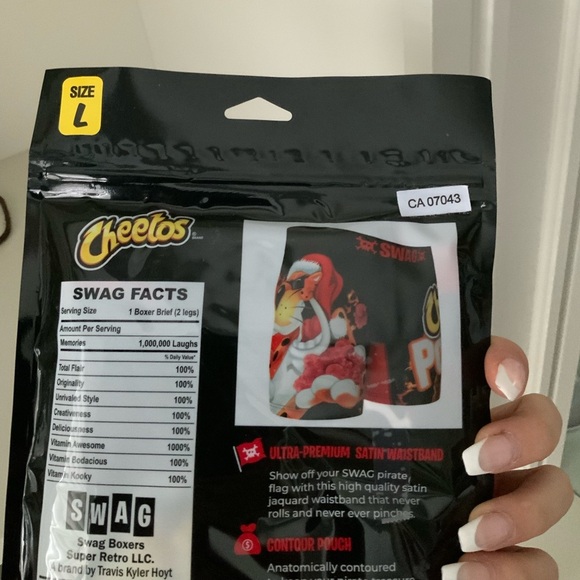 SIZE
L
CA 07043
Cheetos
SWAG FACTS
Serving Size 1 Boxer Brief (2 legs)
Amount Per Serving
Memories 1,000,000 Laughs
% Daily Value*
Total Flair 100%
Originality 100%
Unrivaled Style 100%
Creativeness 100%
Deliciousness 100%
Vitamin Awesome 1000%
Vitamin Bodacious 100%
Vitamin Kooky 100%
SWAG
Swag Boxers
Super Retro LLC.
A brand by Travis Kyler Hoyt
SWAG
ULTRA-PREMIUM SATIN WAISTBAND
Show off your SWAG pirate
flag with this high quality satin
jaquard waistband that never
rolls and never ever pinches.
CONTOUR POUCH
Anatomically contoured